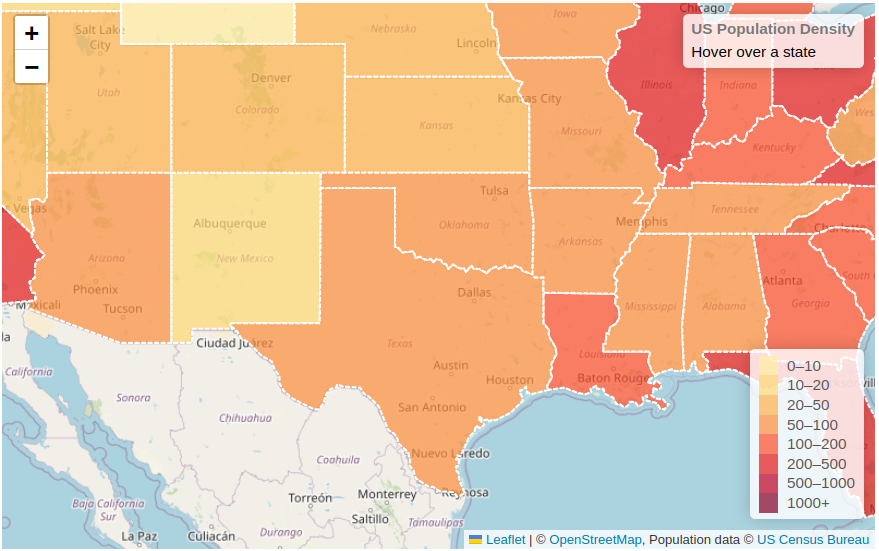 Chicago
Iowa
Nebraska
Salt Lake
City
+
US Population Density
Hover over a state
Lincoln
−
Denver
Illinois
Indiana
Utah
Colorado
Kansas City
West
Kansas
Missouri
Kentucky
Tulsa
Vegas
Tennessee
Albuquerque
Oklahoma
Memphis
Charlotte
Arkansas
Arizona
New Mexico
Atlanta
South C
Phoenix
Dallas
Mexicali
Tucson
Mississippi
Alabama
Georgia
la
Ciudad Juárez
Texas
Louisiana
Austin
0–10
California
Houston
Baton Rouge
10–20
Sonora
San Antonio
20–50
Chihuahua
50–100
100–200
Nuevo Laredo
Coahuila
200–500
Torreón
Monterrey
Reynosa
500–1000
Baja California
Sur
Saltillo
1000+
La Paz
Culiacán
Durango
Tamaulipas
Leaflet | © OpenStreetMap, Population data © US Census Bureau